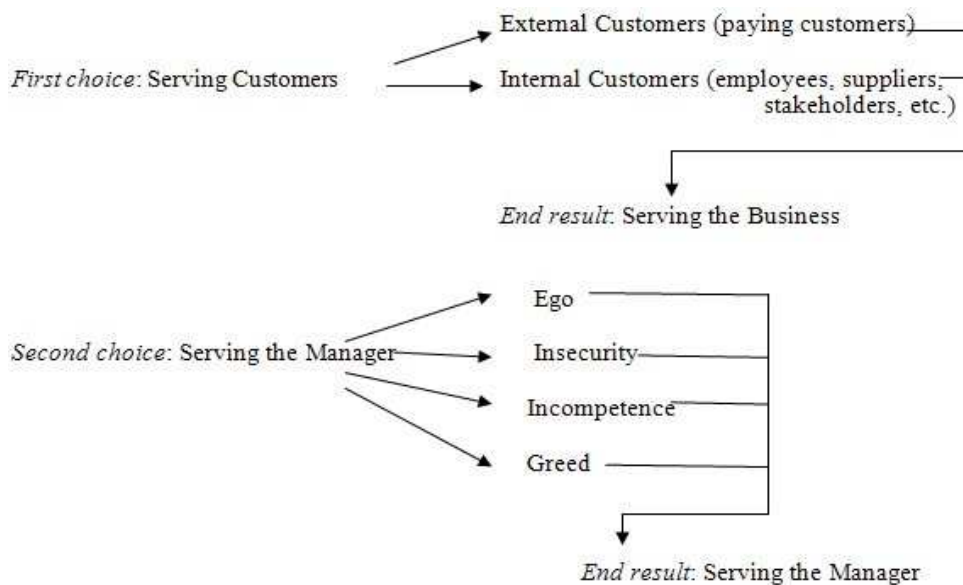 External Customers (paying customers)
First choice: Serving Customers
Internal Customers (employees, suppliers,
stakeholders, etc.)
End result: Serving the Business
Ego
Second choice: Serving the Manager
Insecurity
Incompetence
Greed
End result: Serving the Manager